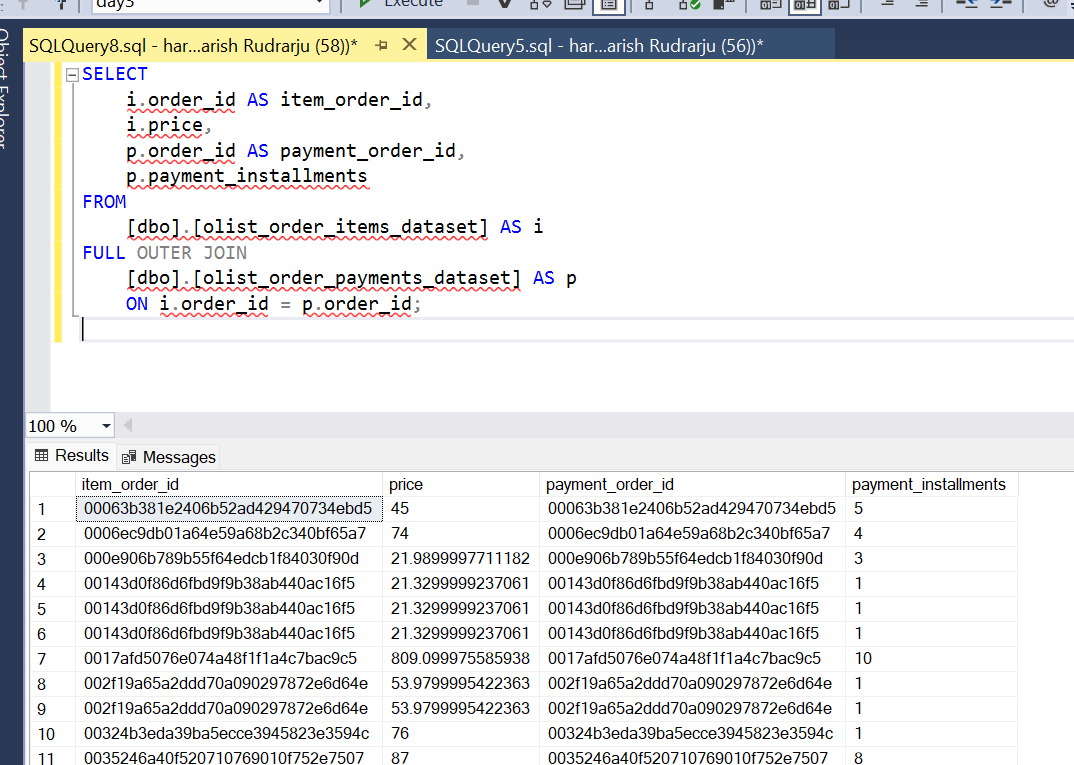 day3
Execute
Object Explorer
SQLQuery8.sql - har...arish Rudrarju (58))*
SQLQuery5.sql - har...arish Rudrarju (56))*
SELECT
i.order_id AS item_order_id,
i.price,
p.order_id AS payment_order_id,
p.payment_installments
FROM
[dbo].[olist_order_items_dataset] AS i
FULL OUTER JOIN
[dbo].[olist_order_payments_dataset] AS p
ON i.order_id = p.order_id;
100 %
Results Messages
item_order_id price payment_order_id payment_installments
1 00063b381e2406b52ad429470734ebd5 45 00063b381e2406b52ad429470734ebd5 5
2 0006ec9db01a64e59a68b2c340bf65a7 74 0006ec9db01a64e59a68b2c340bf65a7 4
3 000e906b789b55f64edcb1f84030f90d 21.9899997711182 000e906b789b55f64edcb1f84030f90d 3
4 00143d0f86d6fbd9f9b38ab440ac16f5 21.3299999237061 00143d0f86d6fbd9f9b38ab440ac16f5 1
5 00143d0f86d6fbd9f9b38ab440ac16f5 21.3299999237061 00143d0f86d6fbd9f9b38ab440ac16f5 1
6 00143d0f86d6fbd9f9b38ab440ac16f5 21.3299999237061 00143d0f86d6fbd9f9b38ab440ac16f5 1
7 0017afd5076e074a48f1f1a4c7bac9c5 809.099975585938 0017afd5076e074a48f1f1a4c7bac9c5 10
8 002f19a65a2ddd70a090297872e6d64e 53.9799995422363 002f19a65a2ddd70a090297872e6d64e 1
9 002f19a65a2ddd70a090297872e6d64e 53.9799995422363 002f19a65a2ddd70a090297872e6d64e 1
10 00324b3eda39ba5ecce3945823e3594c 76 00324b3eda39ba5ecce3945823e3594c 1
11 0035246a40f520710769010f752e7507 87 0035246a40f520710769010f752e7507 8